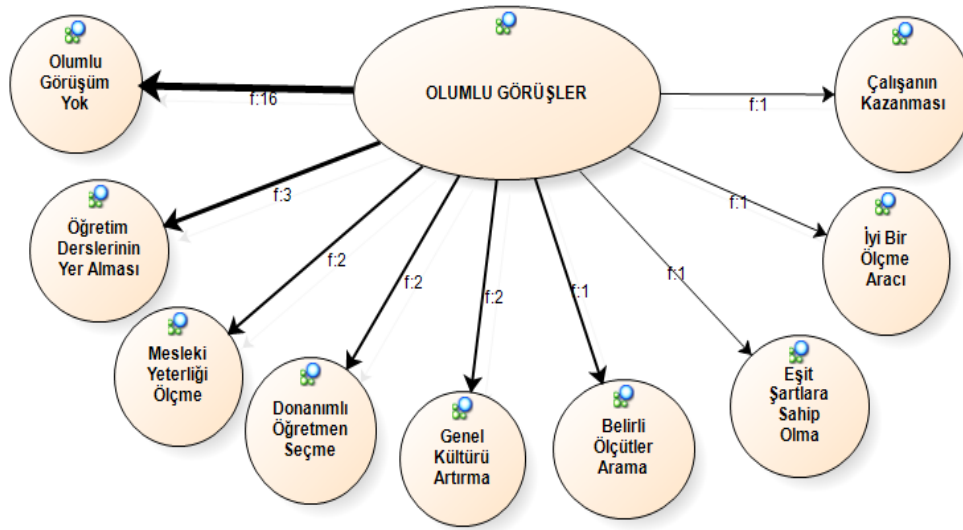 OLUMLU GÖRÜŞLER
Olumlu
Görüşüm
Yok
f:16
Öğretim
Derslerinin
Yer Alması
f:3
Mesleki
Yeterliği
Ölçme
f:2
Donanımlı
Öğretmen
Seçme
f:2
Genel
Kültürü
Artırma
f:2
Belirli
Ölçütler
Arama
f:1
Eşit
Şartlara
Sahip
Olma
f:1
İyi Bir
Ölçme
Aracı
f:1
Çalışanın
Kazanması
f:1